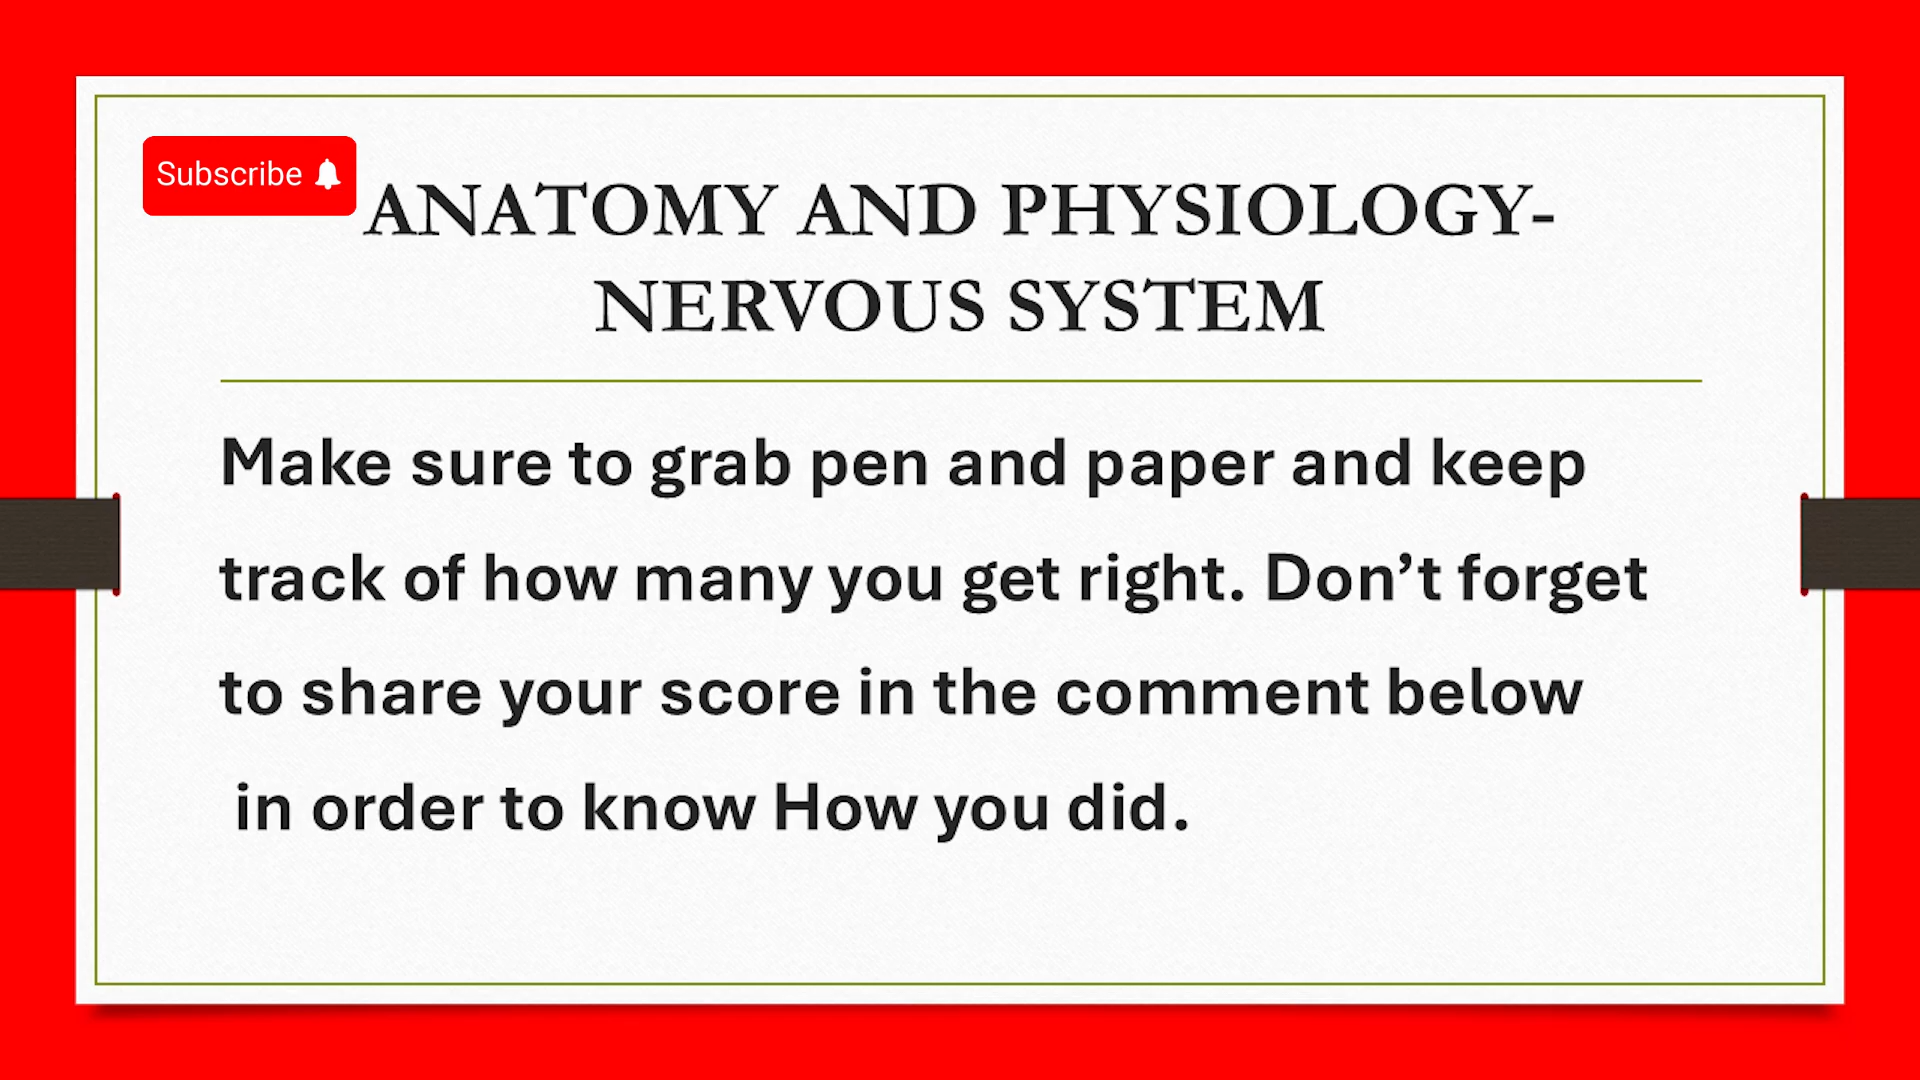 Subscribe
ANATOMY AND PHYSIOLOGY-
NERVOUS SYSTEM
Make sure to grab pen and paper and keep
track of how many you get right. Don’t forget
to share your score in the comment below
in order to know How you did.